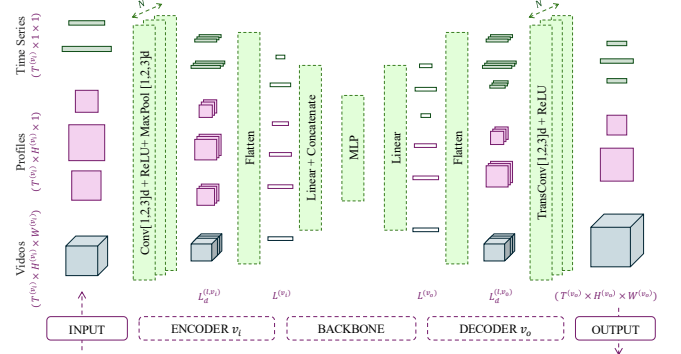 Time Series
(T^(v_i) × 1 × 1)
Profiles
(T^(v_i) × H^(v_i) × 1)
Videos
(T^(v_i) × H^(v_i) × W^(v_i))
N
Conv[1,2,3]d + ReLU+ MaxPool [1,2,3]d
Flatten
Linear + Concatenate
MLP
Linear
Flatten
N
TransConv[1,2,3]d + ReLU
L_d^(l,v_i)
L^(v_i)
L^(v_o)
L_d^(l,v_o)
(T^(v_o) × H^(v_o) × W^(v_o))
INPUT
ENCODER v_i
BACKBONE
DECODER v_o
OUTPUT